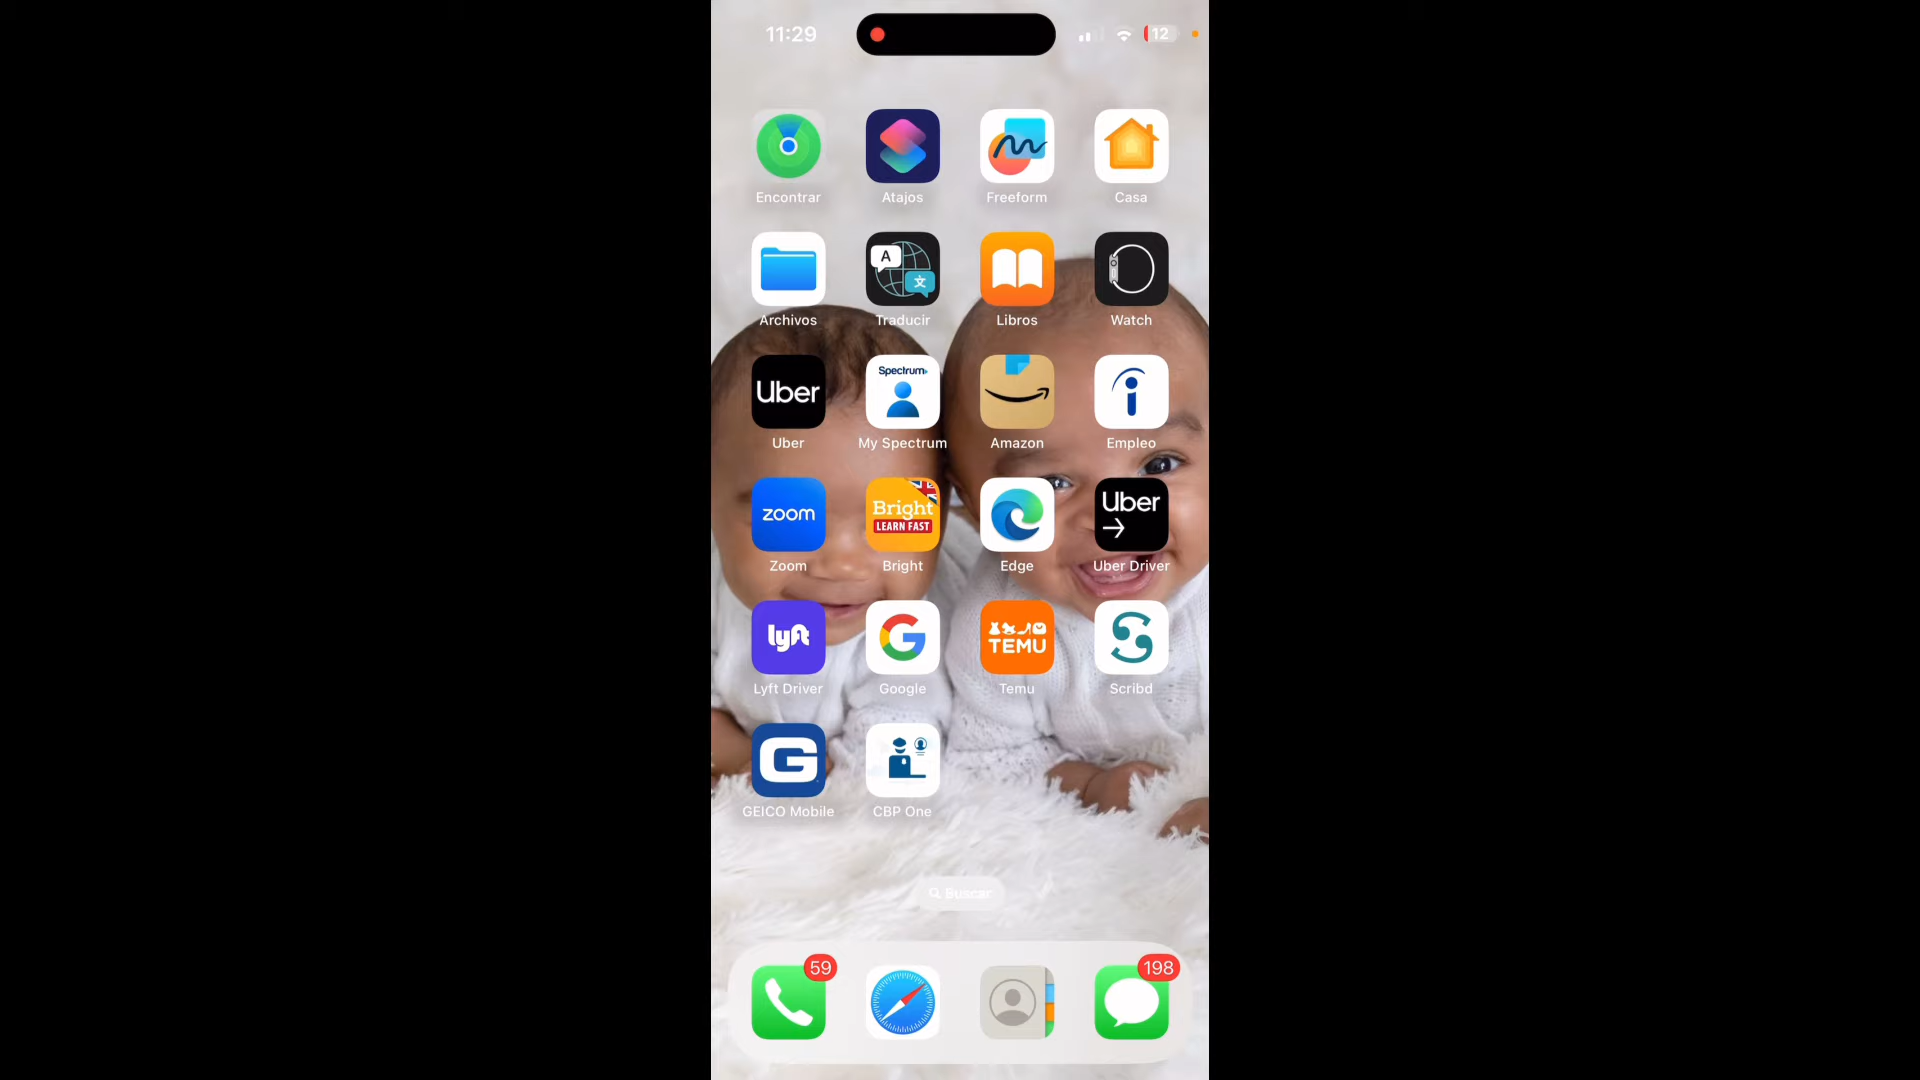 11:29
12
Encontrar
Atajos
Freeform
Casa
A
文
Archivos
Traducir
Libros
Watch
Uber
Spectrum
Uber
My Spectrum
Amazon
Empleo
zoom
Bright
LEARN FAST
Uber
Zoom
Bright
Edge
Uber Driver
lyft
G
TEMU
Lyft Driver
Google
Temu
Scribd
G
GEICO Mobile
CBP One
Buscar
59
198